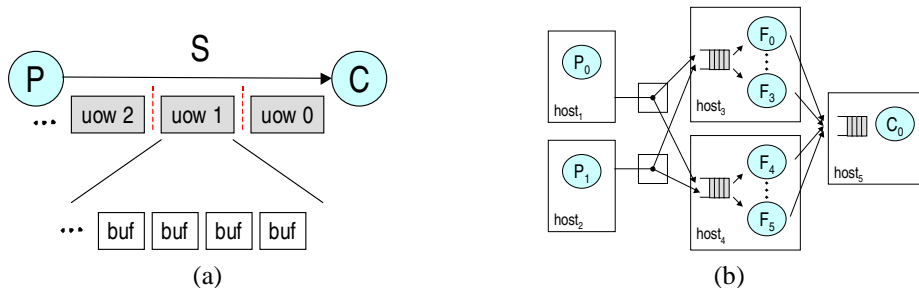 S
P
C
uow 2
uow 1
uow 0
...
... buf buf buf buf
(a)
P₀
host₁
P₁
host₂
F₀
F₃
host₃
F₄
F₅
host₄
C₀
host₅
(b)